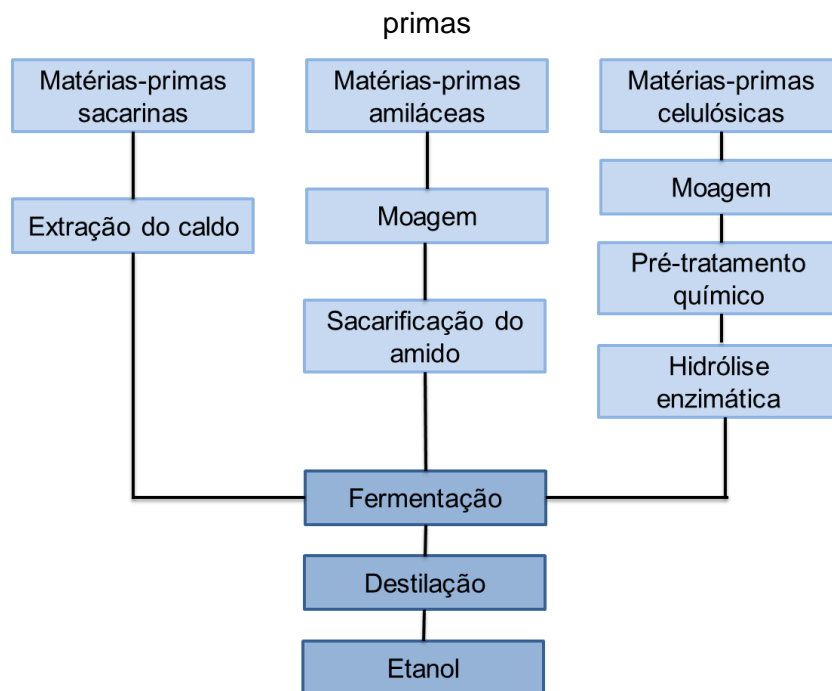 primas
Matérias-primas
sacarinas
Matérias-primas
amiláceas
Matérias-primas
celulósicas
Extração do caldo
Moagem
Moagem
Sacarificação do
amido
Pré-tratamento
químico
Hidrólise
enzimática
Fermentação
Destilação
Etanol